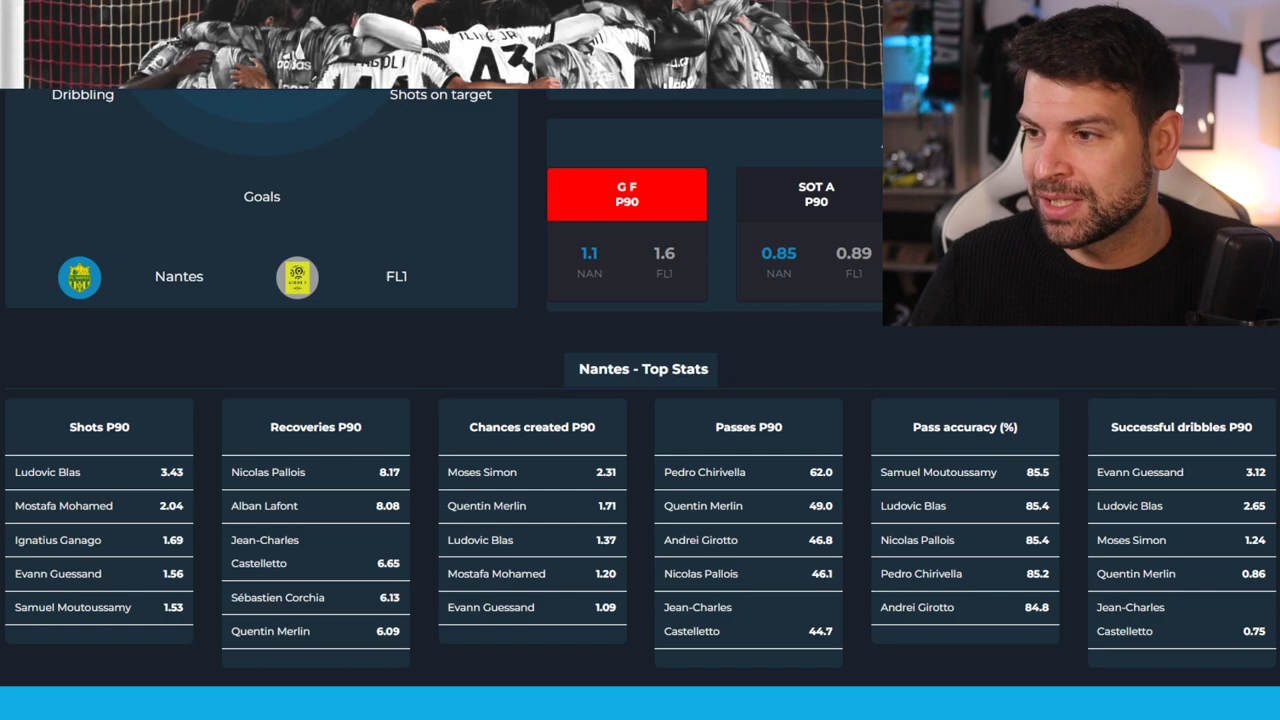 ILING JR.
43
FAGIOLI
44
adidas
Dribbling
Shots on target
Goals
Nantes
FL1
G F
P90
1.1
1.6
NAN
FL1
SOT A
P90
0.85
0.89
NAN
FL1
Nantes - Top Stats
Shots P90
Ludovic Blas 3.43
Mostafa Mohamed 2.04
Ignatius Ganago 1.69
Evann Guessand 1.56
Samuel Moutoussamy 1.53
Recoveries P90
Nicolas Pallois 8.17
Alban Lafont 8.08
Jean-Charles
Castelletto 6.65
Sébastien Corchia 6.13
Quentin Merlin 6.09
Chances created P90
Moses Simon 2.31
Quentin Merlin 1.71
Ludovic Blas 1.37
Mostafa Mohamed 1.20
Evann Guessand 1.09
Passes P90
Pedro Chirivella 62.0
Quentin Merlin 49.0
Andrei Girotto 46.8
Nicolas Pallois 46.1
Jean-Charles
Castelletto 44.7
Pass accuracy (%)
Samuel Moutoussamy 85.5
Ludovic Blas 85.4
Nicolas Pallois 85.4
Pedro Chirivella 85.2
Andrei Girotto 84.8
Successful dribbles P90
Evann Guessand 3.12
Ludovic Blas 2.65
Moses Simon 1.24
Quentin Merlin 0.86
Jean-Charles
Castelletto 0.75